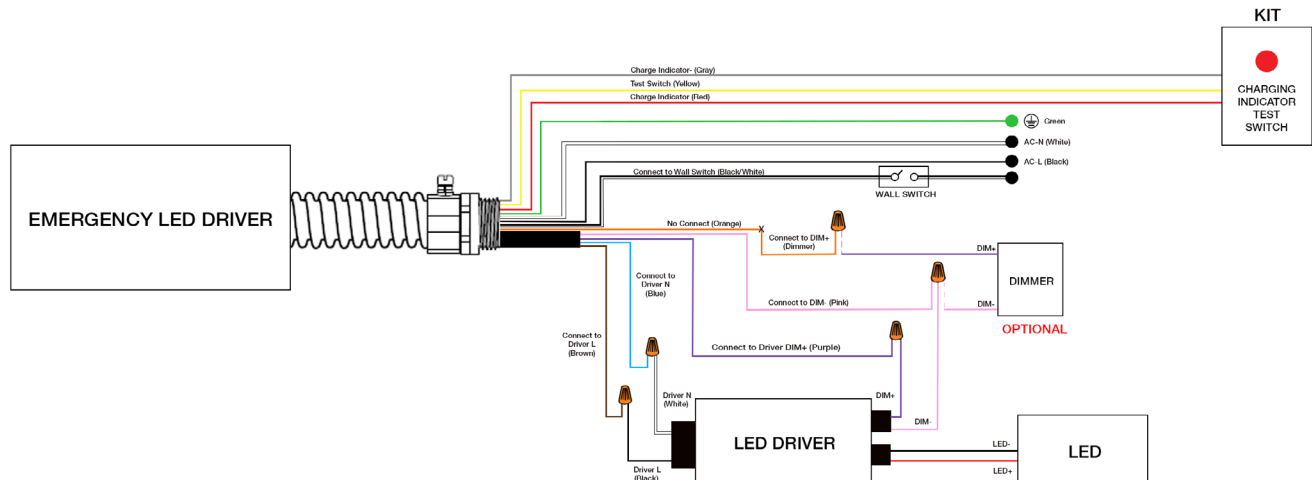 KIT
CHARGING
INDICATOR
TEST
SWITCH
Charge Indicator- (Gray)
Test Switch (Yellow)
Charge Indicator (Red)
Green
AC-N (White)
AC-L (Black)
Connect to Wall Switch (Black/White)
WALL SWITCH
EMERGENCY LED DRIVER
No Connect (Orange)
X
Connect to DIM+
(Dimmer)
DIM+
DIMMER
DIM-
OPTIONAL
Connect to
Driver N
(Blue)
Connect to DIM- (Pink)
Connect to
Driver L
(Brown)
Connect to Driver DIM+ (Purple)
Driver N
(White)
DIM+
DIM-
LED DRIVER
LED-
LED+
LED
Driver L
(Black)